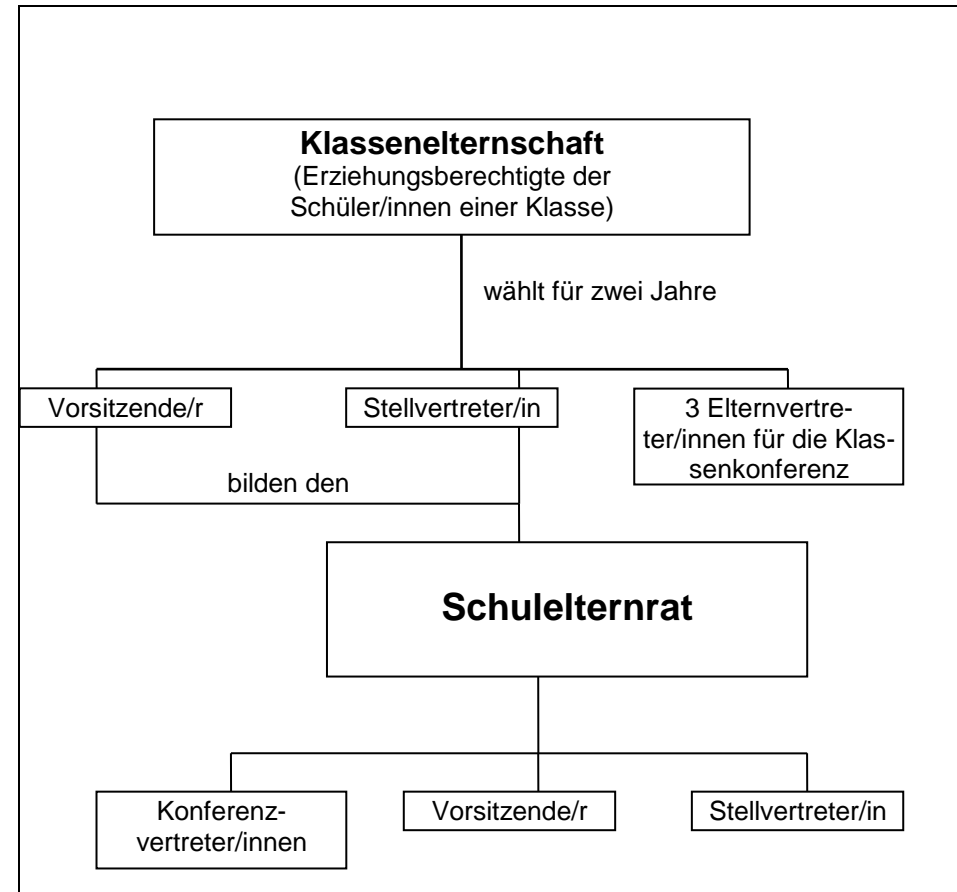 Klassenelternschaft
(Erziehungsberechtigte der
Schüler/innen einer Klasse)
wählt für zwei Jahre
Vorsitzende/r
Stellvertreter/in
3 Elternvertre-
ter/innen für die Klas-
senkonferenz
bilden den
Schulelternrat
Konferenz-
vertreter/innen
Vorsitzende/r
Stellvertreter/in